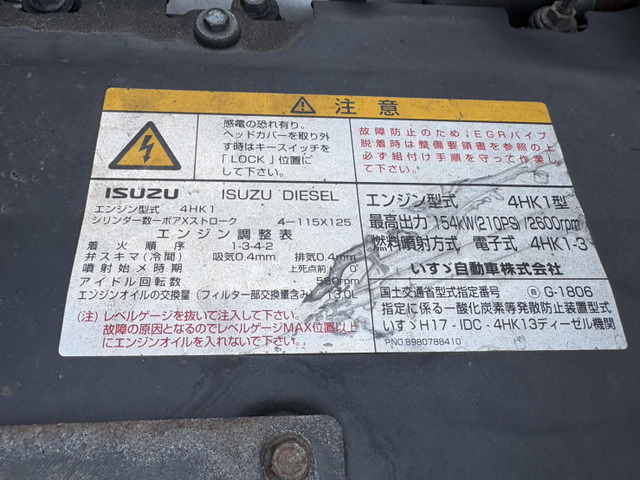 注意
感電の恐れ有り。
ヘッドカバーを取り外
す時はキースイッチを
「LOCK」位置に
して下さい。
故障防止のため、EGRパイプ
脱着時は整備要領書を参照の上
必ず組付け手順を守って作業し
て下さい。
ISUZU ISUZU DIESEL
エンジン型式 4HK1
シリンダ数－ボアXストローク 4-115X125
エンジン調整表
着火順序 1-3-4-2
弁スキマ(冷間) 吸気0.4mm 排気0.4mm
噴射始メ時期 上死点前 0°
アイドル回転数 580rpm
エンジンオイルの交換量 (フィルター部交換量含み) 13.0L
(注) レベルゲージを抜いて注入して下さい。
故障の原因となるのでレベルゲージMAX位置以上
にエンジンオイルを入れないで下さい。
エンジン型式 4HK1型
最高出力 154kW(210PS)/2600rpm
燃料噴射方式 電子式 4HK1-3
いすゞ自動車株式会社
国土交通省型式指定番号 G-1806
指定に係る一酸化炭素等発散防止装置型式
いすゞH17-IDC-4HK13ディーゼル機関
PNO.8980788410